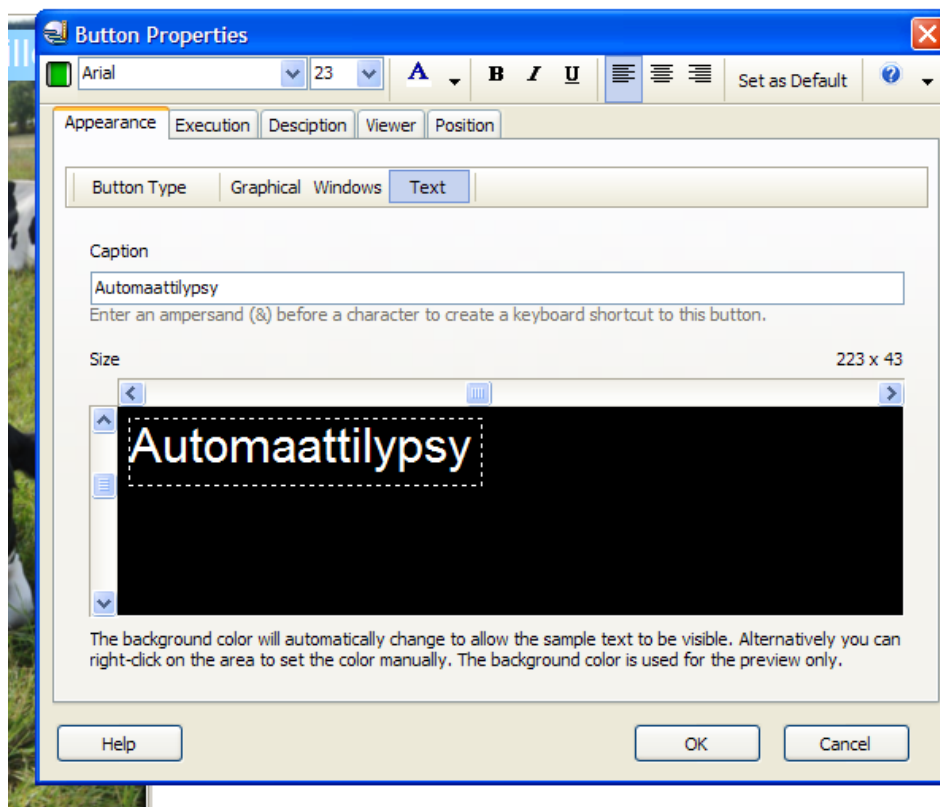 Button Properties
Arial 23 A B I U Set as Default
Appearance Execution Desciption Viewer Position
Button Type Graphical Windows Text
Caption
Automaattilypsy
Enter an ampersand (&) before a character to create a keyboard shortcut to this button.
Size 223 x 43
Automaattilypsy
The background color will automatically change to allow the sample text to be visible. Alternatively you can
right-click on the area to set the color manually. The background color is used for the preview only.
Help OK Cancel